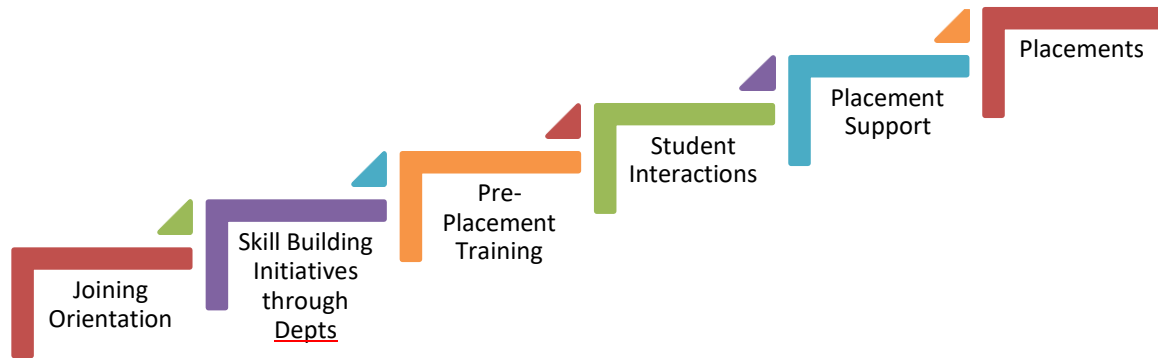 Joining
Orientation
Skill Building
Initiatives
through
Depts
Pre-
Placement
Training
Student
Interactions
Placement
Support
Placements